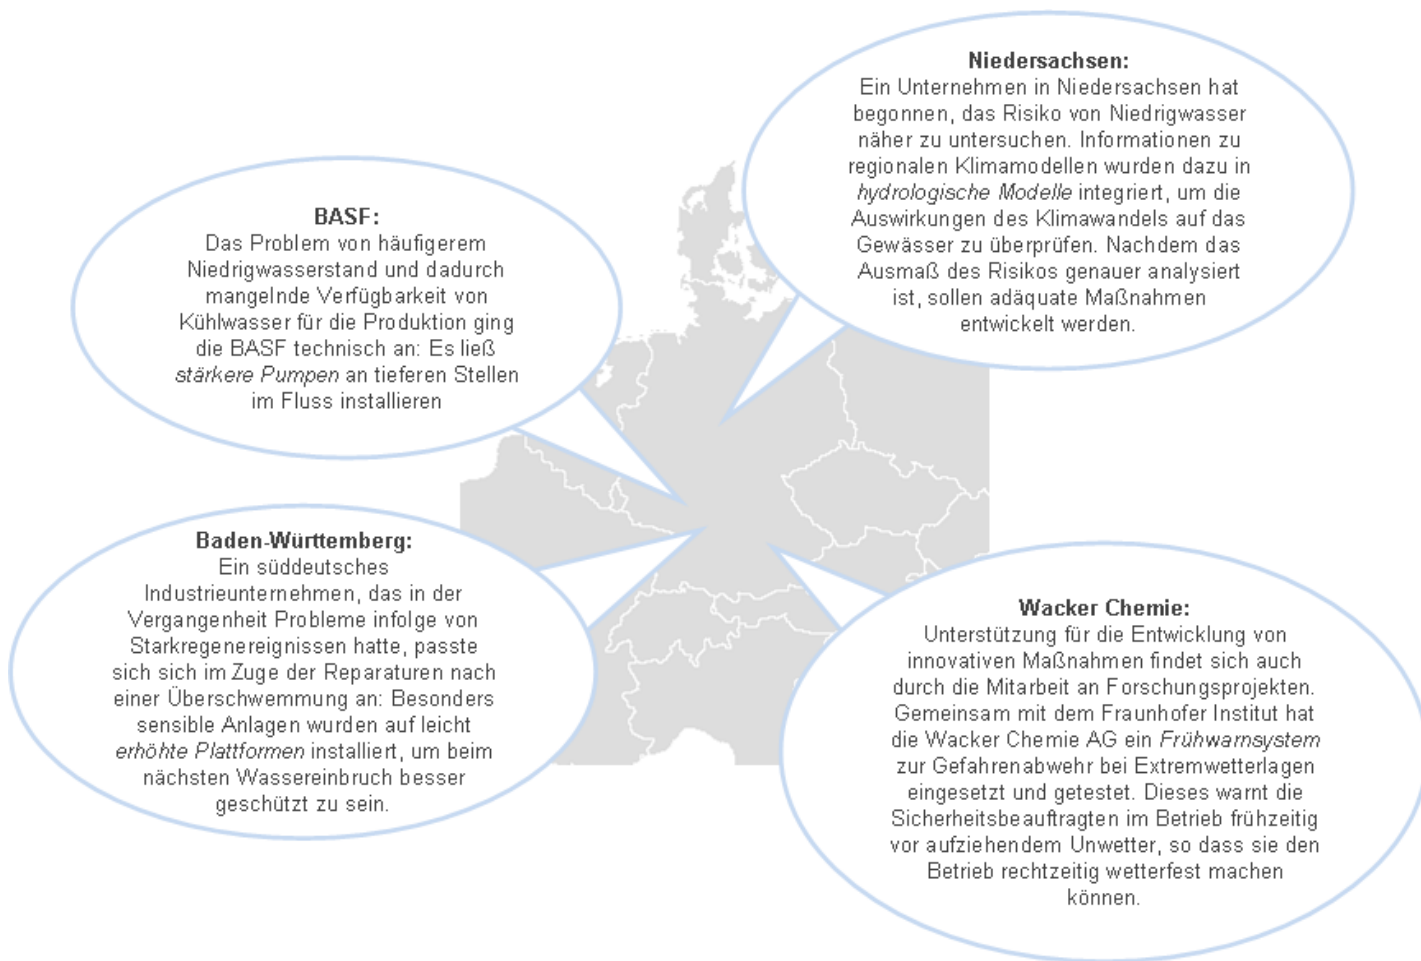 Niedersachsen:
Ein Unternehmen in Niedersachsen hat
begonnen, das Risiko von Niedrigwasser
näher zu untersuchen. Informationen zu
regionalen Klimamodellen wurden dazu in
hydrologische Modelle integriert, um die
Auswirkungen des Klimawandels auf das
Gewässer zu überprüfen. Nachdem das
Ausmaß des Risikos genauer analysiert
ist, sollen adäquate Maßnahmen
entwickelt werden.
BASF:
Das Problem von häufigerem
Niedrigwasserstand und dadurch
mangelnde Verfügbarkeit von
Kühlwasser für die Produktion ging
die BASF technisch an: Es ließ
stärkere Pumpen an tieferen Stellen
im Fluss installieren
Baden-Württemberg:
Ein süddeutsches
Industrieunternehmen, das in der
Vergangenheit Probleme infolge von
Starkregenereignissen hatte, passte
sich sich im Zuge der Reparaturen nach
einer Überschwemmung an: Besonders
sensible Anlagen wurden auf leicht
erhöhte Plattformen installiert, um beim
nächsten Wassereinbruch besser
geschützt zu sein.
Wacker Chemie:
Unterstützung für die Entwicklung von
innovativen Maßnahmen findet sich auch
durch die Mitarbeit an Forschungsprojekten.
Gemeinsam mit dem Fraunhofer Institut hat
die Wacker Chemie AG ein Frühwarnsystem
zur Gefahrenabwehr bei Extremwetterlagen
eingesetzt und getestet. Dieses warnt die
Sicherheitsbeauftragten im Betrieb frühzeitig
vor aufziehendem Unwetter, so dass sie den
Betrieb rechtzeitig wetterfest machen
können.